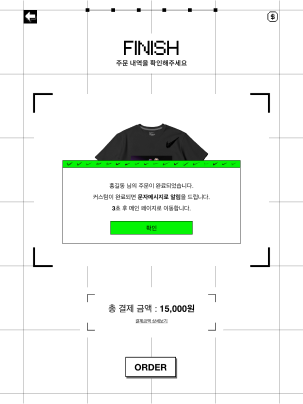 $
FINISH
주문 내역을 확인해주세요
홍길동 님의 주문이 완료되었습니다.
커스텀이 완료되면 문자메시지로 알림을 드립니다.
3초 후 메인 페이지로 이동합니다.
확인
총 결제 금액 : 15,000원
결제금액 상세보기
ORDER